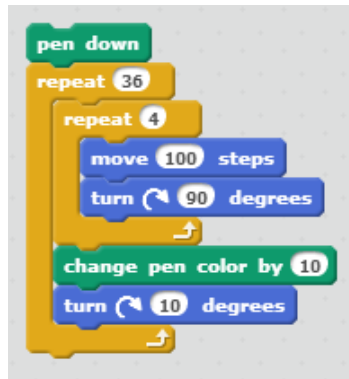 pen down
repeat 36
repeat 4
move 100 steps
turn 90 degrees
change pen color by 10
turn 10 degrees